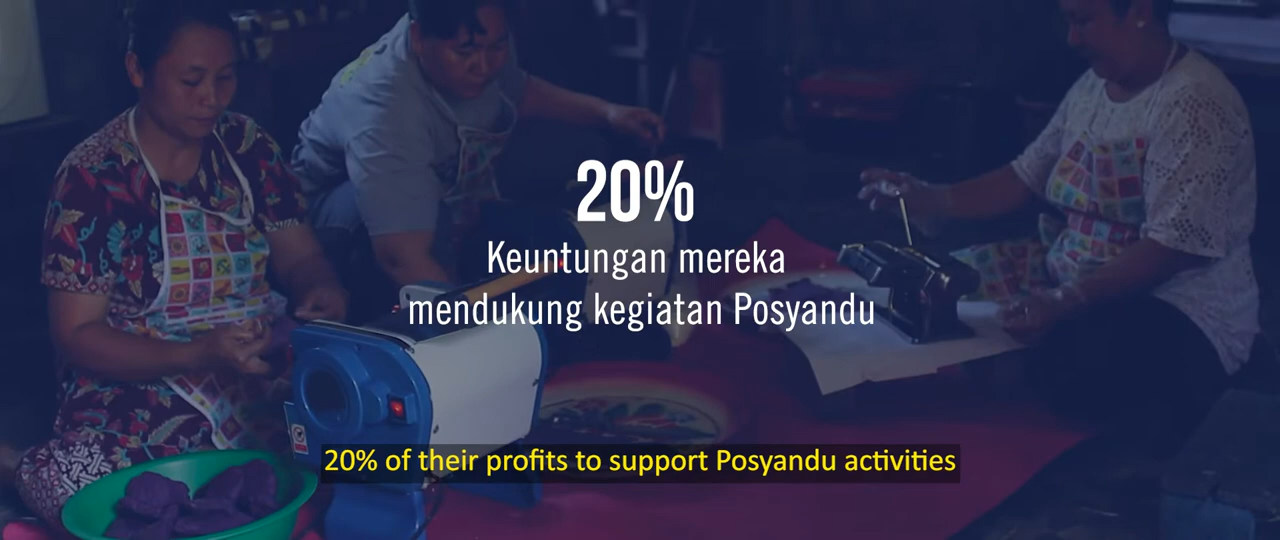 20%
Keuntungan mereka
mendukung kegiatan Posyandu
20% of their profits to support Posyandu activities